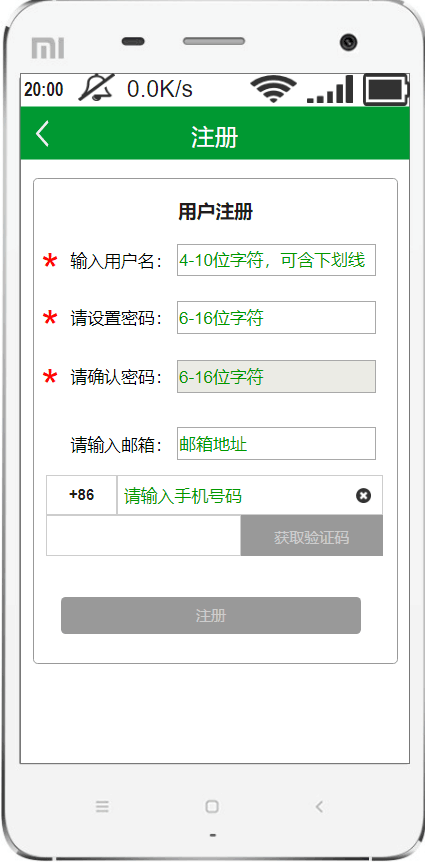 MI
20:00 0.0K/s
注册
用户注册
* 输入用户名： 4-10位字符，可含下划线
* 请设置密码： 6-16位字符
* 请确认密码： 6-16位字符
请输入邮箱： 邮箱地址
+86 请输入手机号码
获取验证码
注册